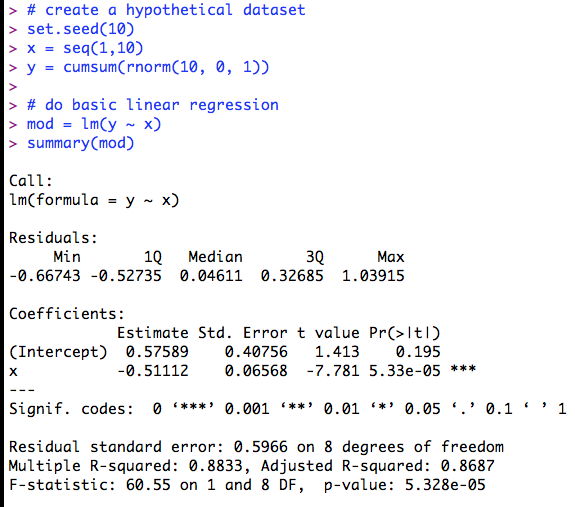 > # create a hypothetical dataset
> set.seed(10)
> x = seq(1,10)
> y = cumsum(rnorm(10, 0, 1))
>
> # do basic linear regression
> mod = lm(y ~ x)
> summary(mod)

Call:
lm(formula = y ~ x)

Residuals:
     Min       1Q   Median       3Q      Max
-0.66743 -0.52735  0.04611  0.32685  1.03915

Coefficients:
            Estimate Std. Error t value Pr(>|t|)
(Intercept)  0.57589    0.40756   1.413    0.195
x           -0.51112    0.06568  -7.781 5.33e-05 ***
---
Signif. codes:  0 ‘***’ 0.001 ‘**’ 0.01 ‘*’ 0.05 ‘.’ 0.1 ‘ ’ 1

Residual standard error: 0.5966 on 8 degrees of freedom
Multiple R-squared: 0.8833, Adjusted R-squared: 0.8687
F-statistic: 60.55 on 1 and 8 DF,  p-value: 5.328e-05